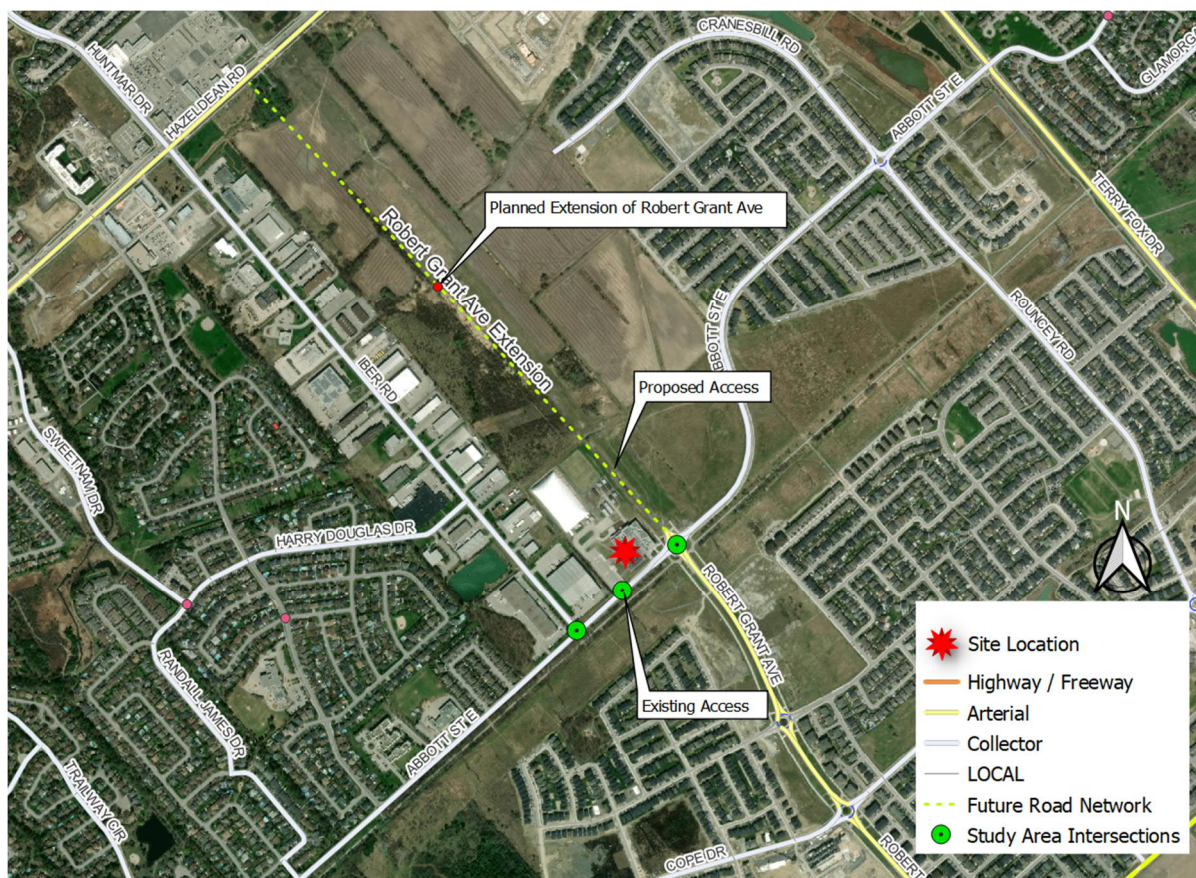 CRANESBILL RD
HUNTMAR DR
HAZELDEAN RD
ABBOTT ST E
TERRY FOX DR
Planned Extension of Robert Grant Ave
Robert Grant Ave Extension
ROUNCEY RD
ABBOTT ST E
IBER RD
Proposed Access
SWEETNAM DR
HARRY DOUGLAS DR
N
ROBERT GRANT AVE
RANDALL JAMES DR
Existing Access
ABBOTT ST E
TRAILWAY CIR
COPE DR
ROBERT
Site Location
Highway / Freeway
Arterial
Collector
LOCAL
Future Road Network
Study Area Intersections